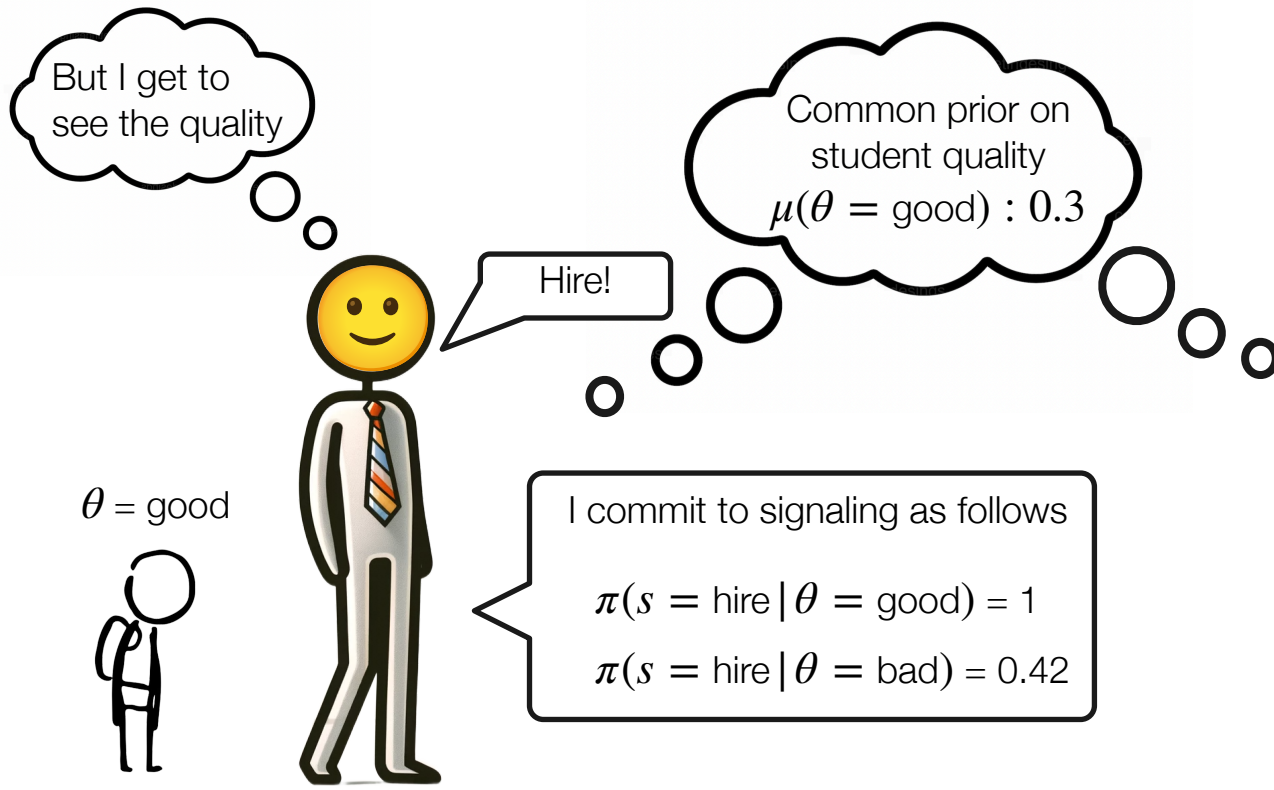 But I get to
see the quality
Common prior on
student quality
μ(θ = good) : 0.3
Hire!
θ = good
I commit to signaling as follows
π(s = hire | θ = good) = 1
π(s = hire | θ = bad) = 0.42